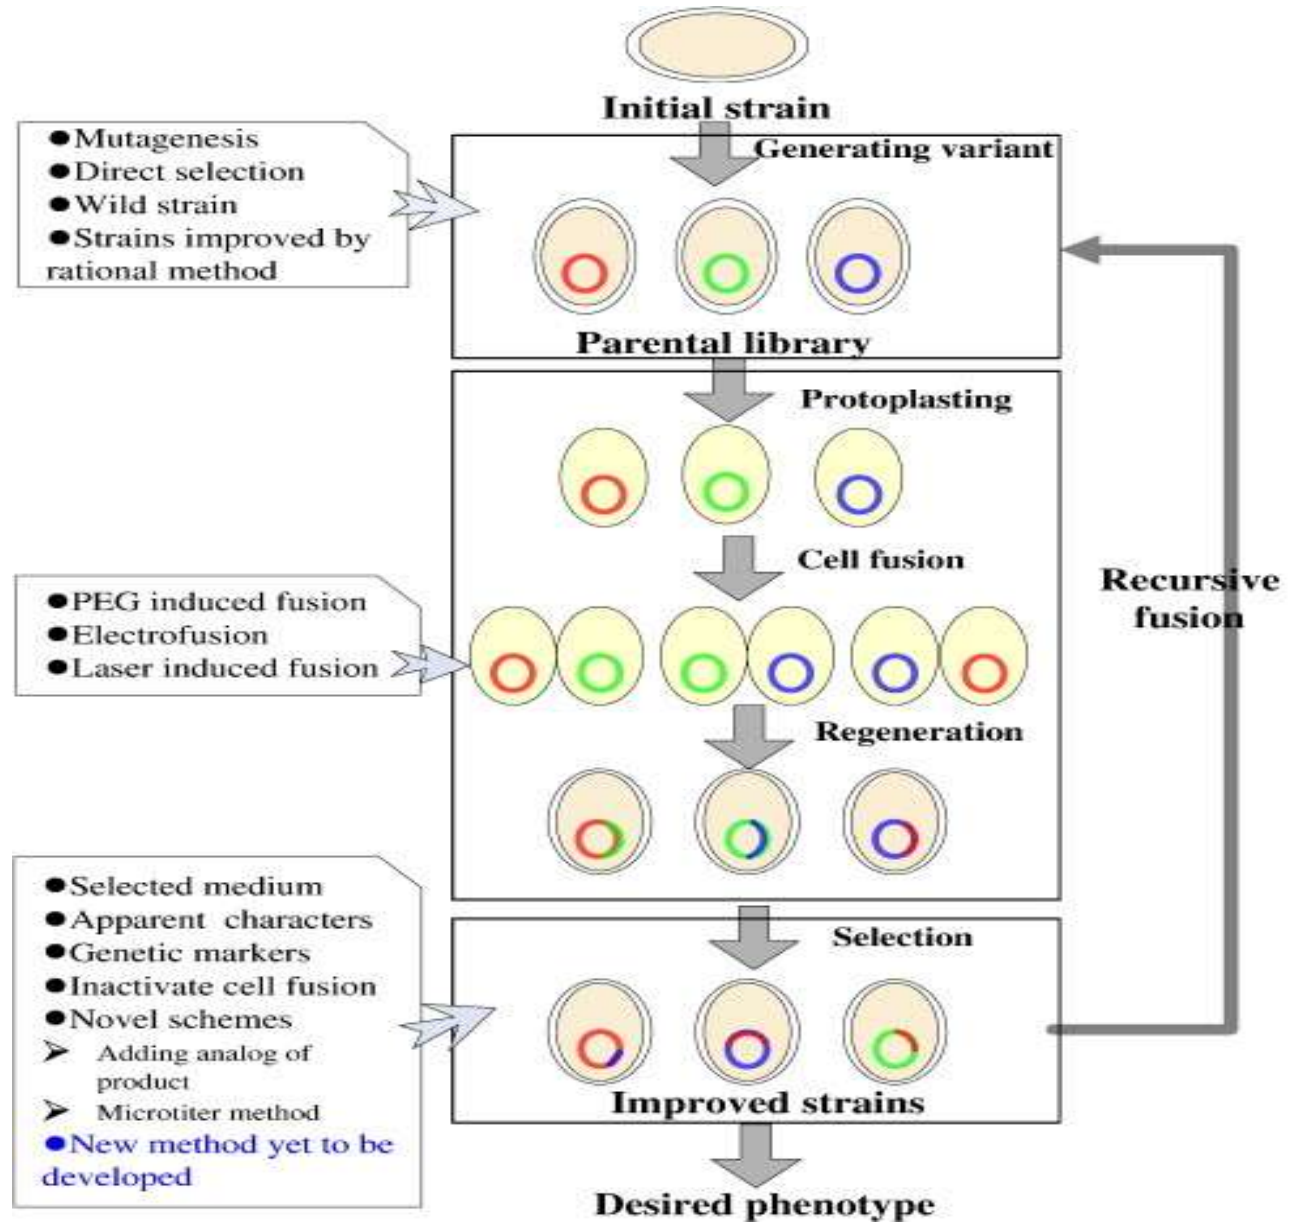 Initial strain
●Mutagenesis
●Direct selection
●Wild strain
●Strains improved by
rational method
Generating variant
Parental library
Protoplasting
Cell fusion
●PEG induced fusion
●Electrofusion
●Laser induced fusion
Recursive
fusion
Regeneration
●Selected medium
●Apparent characters
●Genetic markers
●Inactivate cell fusion
●Novel schemes
➤ Adding analog of
product
➤ Microtiter method
●New method yet to be
developed
Selection
Improved strains
Desired phenotype